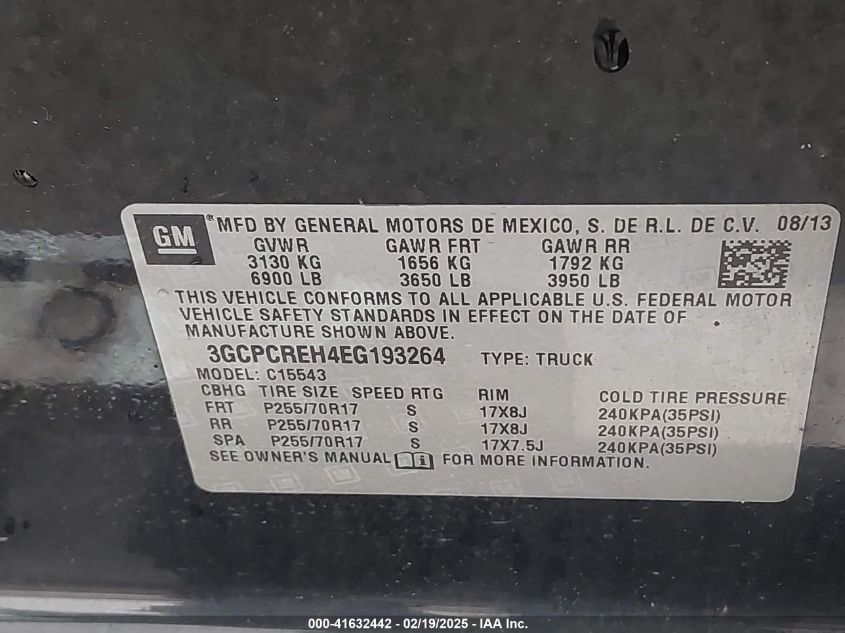 GM® MFD BY GENERAL MOTORS DE MEXICO, S. DE R.L. DE C.V. 08/13
GVWR GAWR FRT GAWR RR
3130 KG 1656 KG 1792 KG
6900 LB 3650 LB 3950 LB
THIS VEHICLE CONFORMS TO ALL APPLICABLE U.S. FEDERAL MOTOR
VEHICLE SAFETY STANDARDS IN EFFECT ON THE DATE OF
MANUFACTURE SHOWN ABOVE.
3GCPCREH4EG193264 TYPE: TRUCK
MODEL: C15543
CBHG TIRE SIZE SPEED RTG RIM COLD TIRE PRESSURE
FRT P255/70R17 S 17X8J 240KPA(35PSI)
RR P255/70R17 S 17X8J 240KPA(35PSI)
SPA P255/70R17 S 17X7.5J 240KPA(35PSI)
SEE OWNER'S MANUAL FOR MORE INFORMATION.
000-41632442 - 02/19/2025 - IAA Inc.